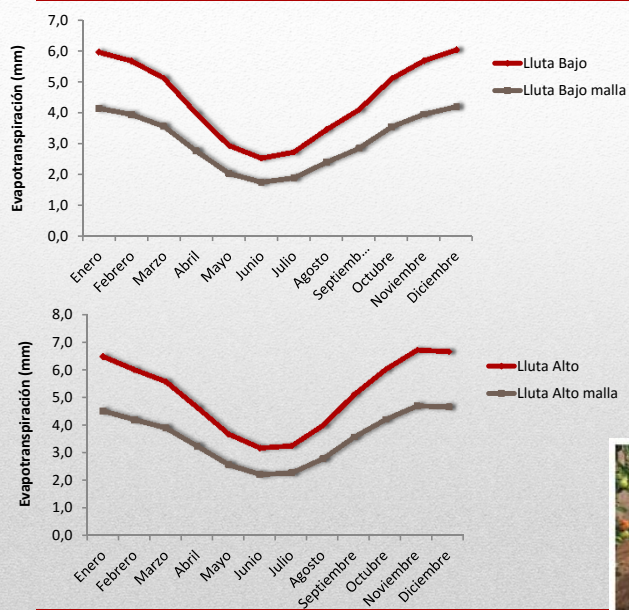 7,0
6,0
5,0
4,0
3,0
2,0
1,0
0,0
Evapotranspiración (mm)
Enero
Febrero
Marzo
Abril
Mayo
Junio
Julio
Agosto
Septiemb...
Octubre
Noviembre
Diciembre
Lluta Bajo
Lluta Bajo malla
8,0
7,0
6,0
5,0
4,0
3,0
2,0
1,0
0,0
Evapotranspiración (mm)
Enero
Febrero
Marzo
Abril
Mayo
Junio
Julio
Agosto
Septiembre
Octubre
Noviembre
Diciembre
Lluta Alto
Lluta Alto malla